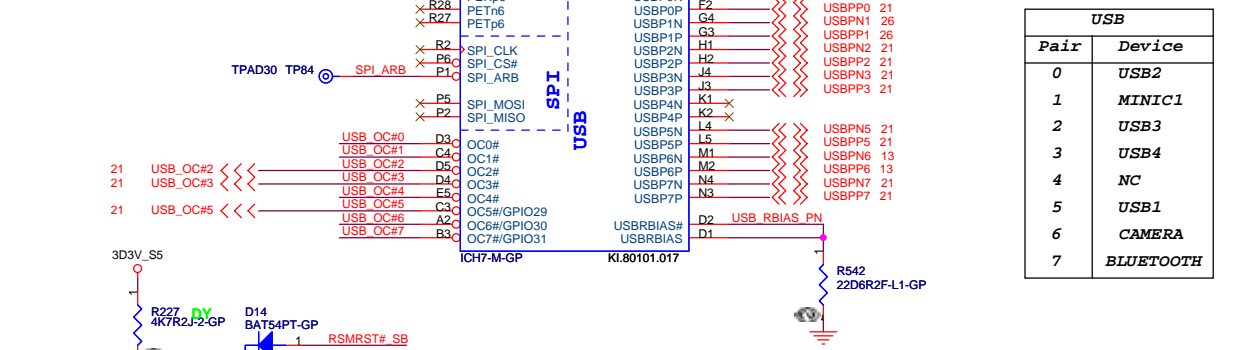 R28 PETn6
R27 PETp6
R2 SPI_CLK
P6 SPI_CS#
TPAD30 TP84 SPI_ARB P1 SPI_ARB
P5 SPI_MOSI
P2 SPI_MISO
SPI
USB
USB_OC#0 D3 OC0#
USB_OC#1 C4 OC1#
21 USB_OC#2 USB_OC#2 D5 OC2#
21 USB_OC#3 USB_OC#3 D4 OC3#
USB_OC#4 E5 OC4#
21 USB_OC#5 USB_OC#5 C3 OC5#/GPIO29
USB_OC#6 A2 OC6#/GPIO30
USB_OC#7 B3 OC7#/GPIO31
USBP0P F2 USBPP0 21
USBP1N G4 USBPN1 26
USBP1P G3 USBPP1 26
USBP2N H1 USBPN2 21
USBP2P H2 USBPP2 21
USBP3N J4 USBPN3 21
USBP3P J3 USBPP3 21
USBP4N K1
USBP4P K2
USBP5N L4 USBPN5 21
USBP5P L5 USBPP5 21
USBP6N M1 USBPN6 13
USBP6P M2 USBPP6 13
USBP7N N4 USBPN7 21
USBP7P N3 USBPP7 21
USBRBIAS# D2 USB_RBIAS_PN
USBRBIAS D1
ICH7-M-GP KI.80101.017
1
R542
22D6R2F-L1-GP
3D3V_S5
1
R227 DY
4K7R2J-2-GP
D14
BAT54PT-GP
1 RSMRST#_SB
USB
Pair Device
0 USB2
1 MINIC1
2 USB3
3 USB4
4 NC
5 USB1
6 CAMERA
7 BLUETOOTH